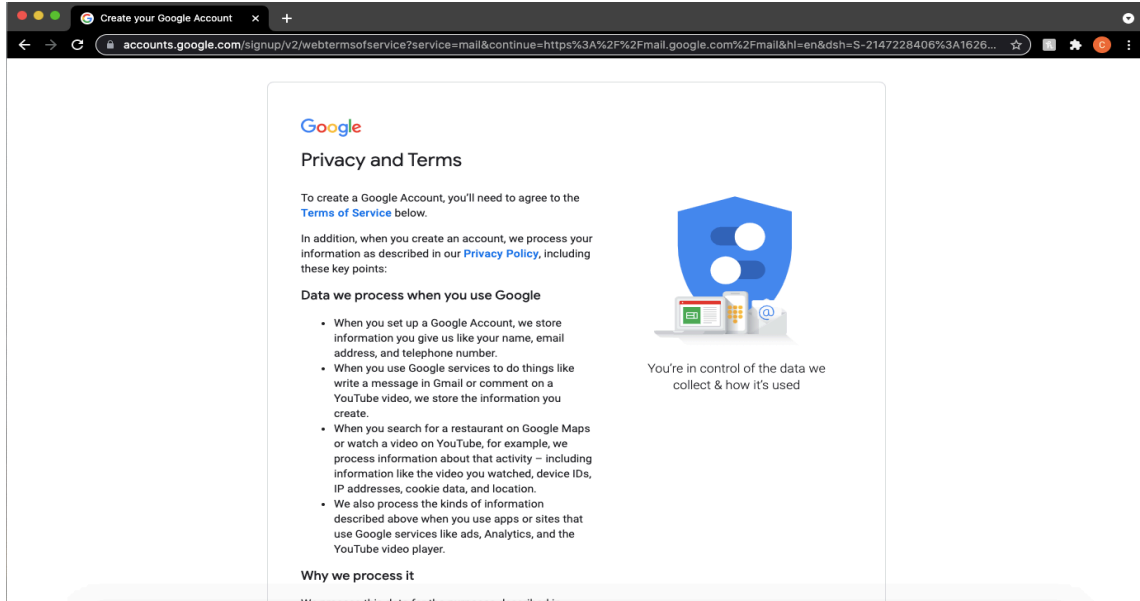 Create your Google Account
accounts.google.com/signup/v2/webtermsofservice?service=mail&continue=https%3A%2F%2Fmail.google.com%2Fmail&hl=en&dsh=S-2147228406%3A1626...
C
Google
Privacy and Terms
To create a Google Account, you'll need to agree to the
Terms of Service below.
In addition, when you create an account, we process your
information as described in our Privacy Policy, including
these key points:
Data we process when you use Google
• When you set up a Google Account, we store
information you give us like your name, email
address, and telephone number.
• When you use Google services to do things like
write a message in Gmail or comment on a
YouTube video, we store the information you
create.
• When you search for a restaurant on Google Maps
or watch a video on YouTube, for example, we
process information about that activity – including
information like the video you watched, device IDs,
IP addresses, cookie data, and location.
• We also process the kinds of information
described above when you use apps or sites that
use Google services like ads, Analytics, and the
YouTube video player.
Why we process it
@
You're in control of the data we
collect & how it's used